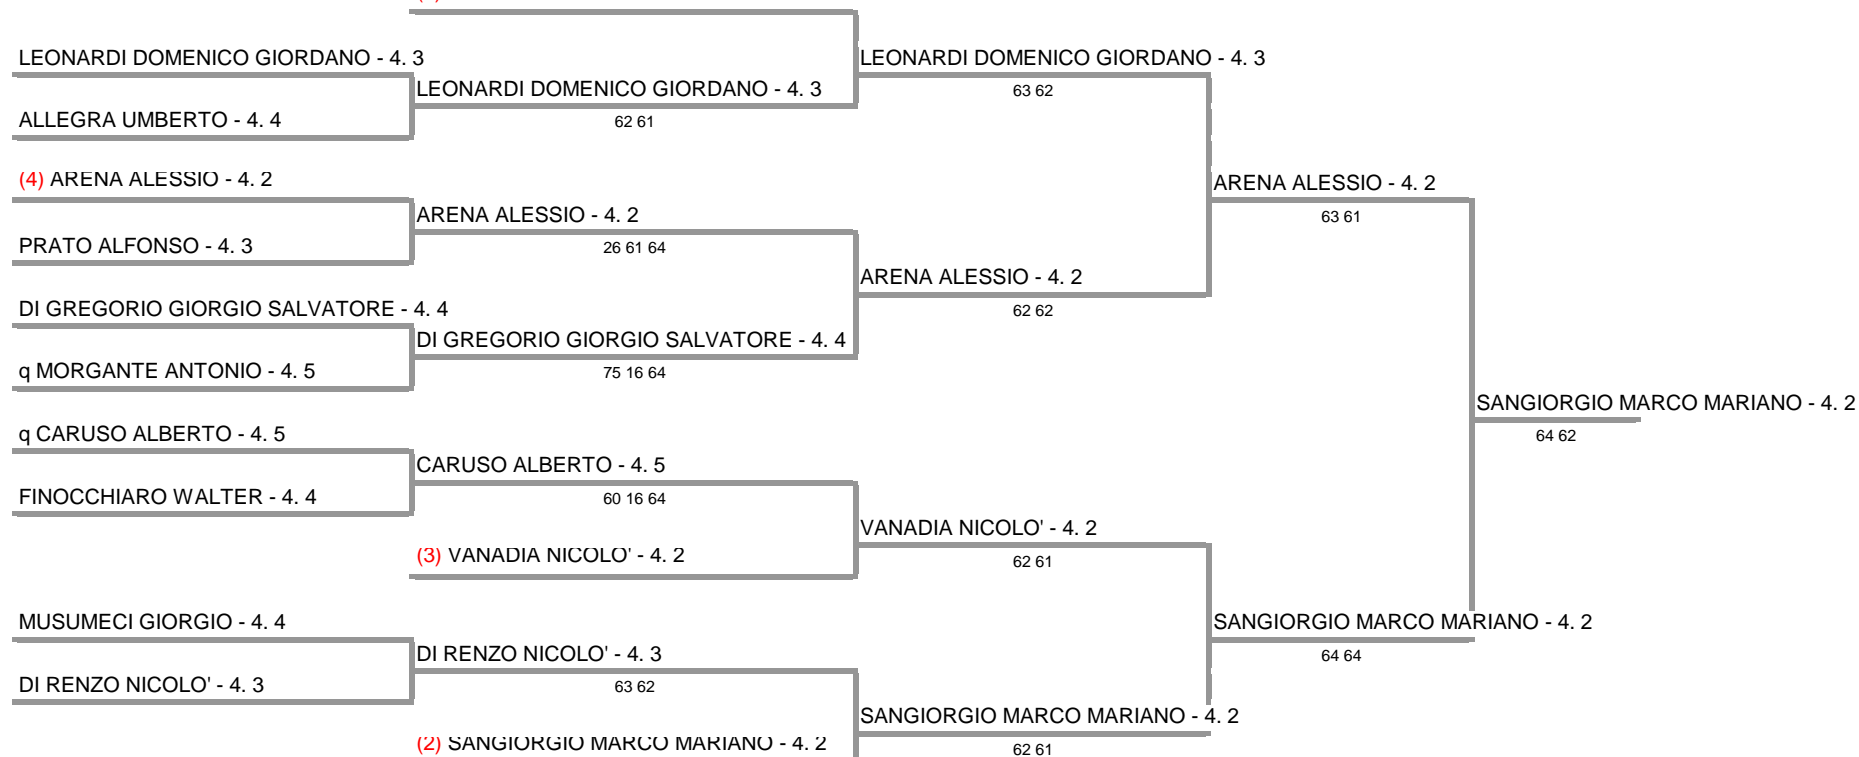 LEONARDI DOMENICO GIORDANO - 4. 3
LEONARDI DOMENICO GIORDANO - 4. 3
LEONARDI DOMENICO GIORDANO - 4. 3
63 62
ALLEGRA UMBERTO - 4. 4
62 61
(4) ARENA ALESSIO - 4. 2
ARENA ALESSIO - 4. 2
63 61
ARENA ALESSIO - 4. 2
PRATO ALFONSO - 4. 3
26 61 64
ARENA ALESSIO - 4. 2
62 62
DI GREGORIO GIORGIO SALVATORE - 4. 4
DI GREGORIO GIORGIO SALVATORE - 4. 4
q MORGANTE ANTONIO - 4. 5
75 16 64
SANGIORGIO MARCO MARIANO - 4. 2
64 62
q CARUSO ALBERTO - 4. 5
CARUSO ALBERTO - 4. 5
FINOCCHIARO WALTER - 4. 4
60 16 64
VANADIA NICOLO' - 4. 2
62 61
(3) VANADIA NICOLO' - 4. 2
MUSUMECI GIORGIO - 4. 4
SANGIORGIO MARCO MARIANO - 4. 2
64 64
DI RENZO NICOLO' - 4. 3
DI RENZO NICOLO' - 4. 3
63 62
SANGIORGIO MARCO MARIANO - 4. 2
62 61
(2) SANGIORGIO MARCO MARIANO - 4. 2